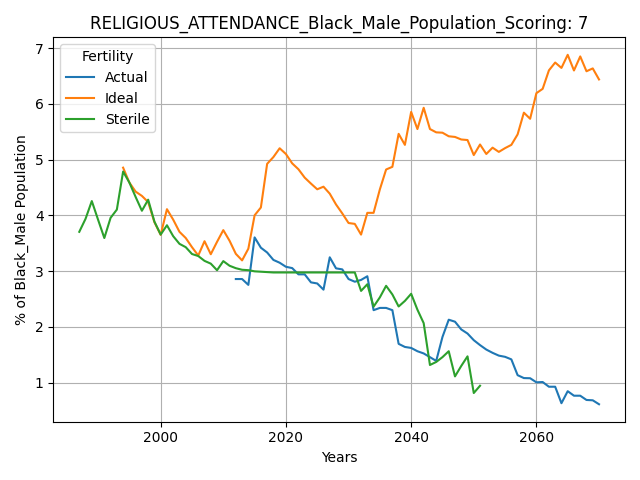 RELIGIOUS_ATTENDANCE_Black_Male_Population_Scoring: 7
Fertility
Actual
Ideal
Sterile
% of Black_Male Population
7
6
5
4
3
2
1
2000 2020 2040 2060
Years